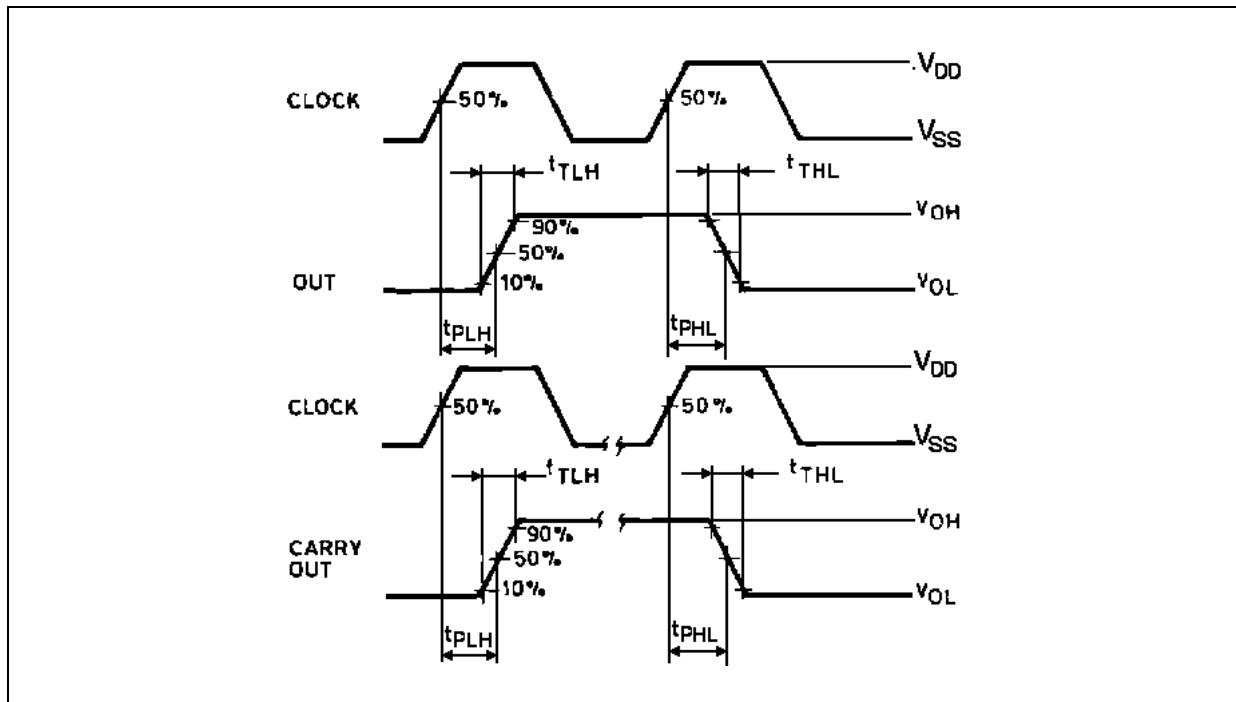 VDD
CLOCK
50%
50%
VSS
tTLH
tTHL
VOH
90%
50%
OUT
10%
VOL
tPLH
tPHL
VDD
CLOCK
50%
50%
VSS
tTLH
tTHL
VOH
90%
CARRY
OUT
50%
10%
VOL
tPLH
tPHL